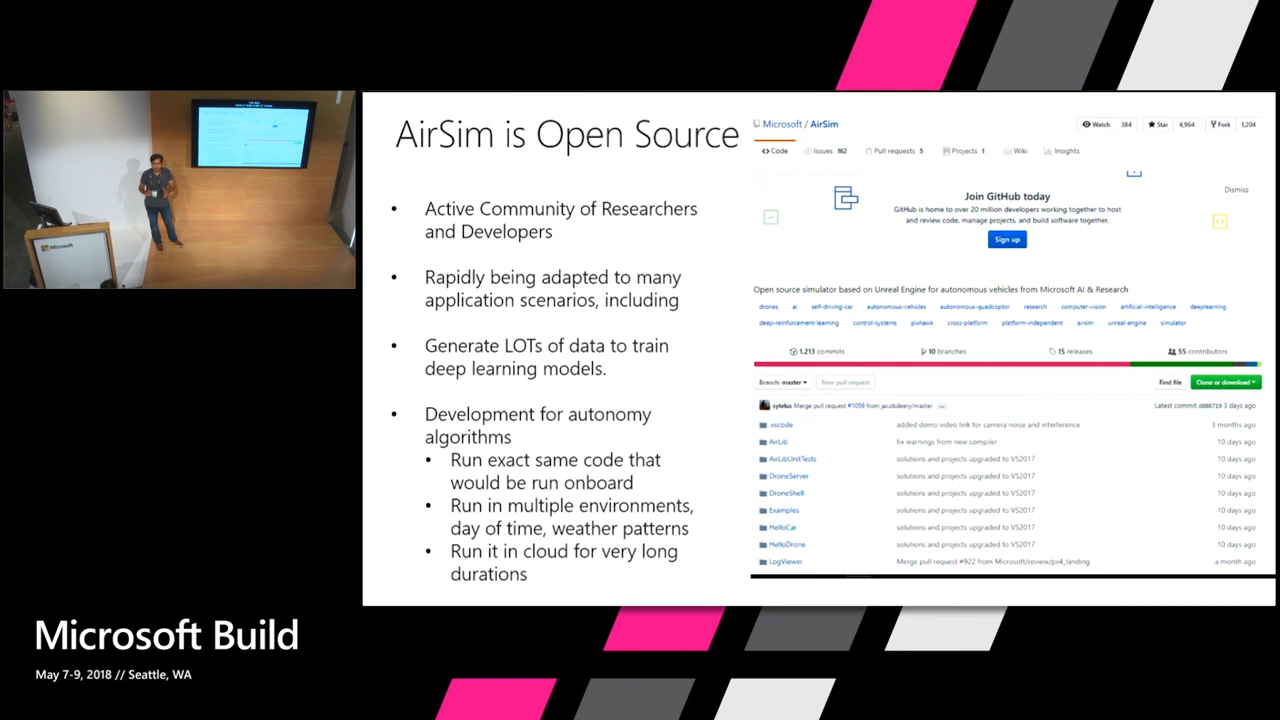 AirSim is Open Source
• Active Community of Researchers
and Developers
• Rapidly being adapted to many
application scenarios, including
• Generate LOTs of data to train
deep learning models.
• Development for autonomy
algorithms
• Run exact same code that
would be run onboard
• Run in multiple environments,
day of time, weather patterns
• Run it in cloud for very long
durations
Microsoft / AirSim
Watch 384 Star 4,964 Fork 1,204
Code Issues 162 Pull requests 5 Projects 1 Wiki Insights
Dismiss
Join GitHub today
GitHub is home to over 20 million developers working together to host
and review code, manage projects, and build software together.
Sign up
Open source simulator based on Unreal Engine for autonomous vehicles from Microsoft AI & Research
drones ai self-driving-car autonomous-vehicles autonomous-quadcoptor research computer-vision artificial-intelligence deeplearning
deep-reinforcement-learning control-systems pixhawk cross-platform platform-independent airsim unreal-engine simulator
1,213 commits 10 branches 15 releases 55 contributors
Branch: master New pull request Find file Clone or download
sytelus Merge pull request #1059 from jacobdeery/master ... Latest commit 3 days ago
.vscode added demo video link for camera noise and interference 3 months ago
AirLib fix warnings from new compiler 10 days ago
AirLibUnitTests solutions and projects upgraded to VS2017 10 days ago
DroneServer solutions and projects upgraded to VS2017 10 days ago
DroneShell solutions and projects upgraded to VS2017 10 days ago
Examples solutions and projects upgraded to VS2017 10 days ago
HelloCar solutions and projects upgraded to VS2017 10 days ago
HelloDrone solutions and projects upgraded to VS2017 10 days ago
LogViewer Merge pull request #922 from Microsoft/review/px4_landing a month ago
Microsoft
Microsoft Build
May 7-9, 2018 // Seattle, WA